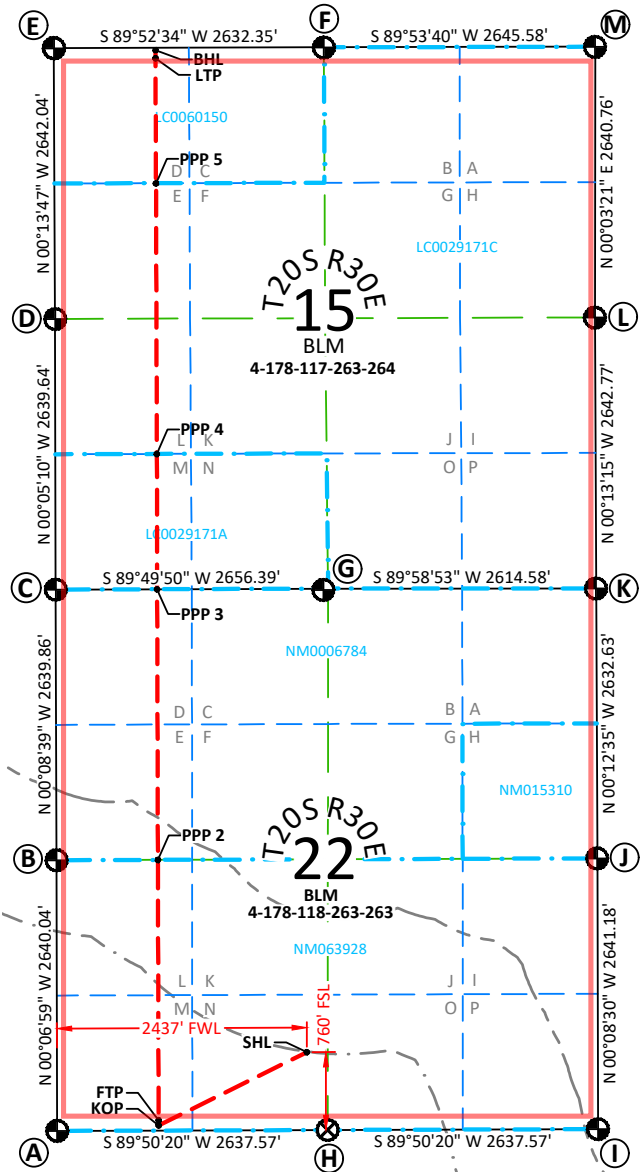 E
S 89°52'34" W 2632.35'
F
S 89°53'40" W 2645.58'
M
BHL
LTP
LC0060150
N 00°13'47" W 2642.04'
N 00°03'21" E 2640.76'
PPP 5
D C
B A
E F
G H
LC0029171C
T20S R30E
15
BLM
4-178-117-263-264
D
L
N 00°05'10" W 2639.64'
N 00°13'15" W 2642.77'
PPP 4
L K
J I
M N
O P
LC0029171A
C
S 89°49'50" W 2656.39'
G
S 89°58'53" W 2614.58'
K
PPP 3
NM0006784
N 00°08'39" W 2639.86'
N 00°12'35" W 2632.63'
D C
B A
E F
G H
NM015310
T20S R30E
22
BLM
4-178-118-263-263
PPP 2
B
J
NM063928
N 00°06'59" W 2640.04'
N 00°08'30" W 2641.18'
L K
J I
M N
O P
2437' FWL
760' FSL
SHL
FTP
KOP
A
S 89°50'20" W 2637.57'
H
S 89°50'20" W 2637.57'
I